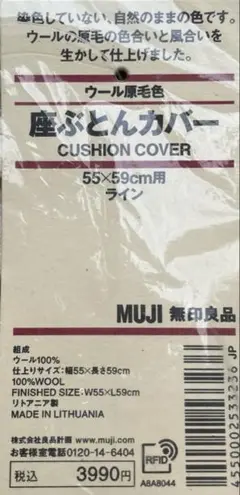 染色していない、自然のままの色です。
ウールの原毛の色合いと風合いを
生かして仕上げました。
ウール原毛色
座ぶとんカバー
CUSHION COVER
55×59cm用
ライン
MUJI 無印良品
組成
ウール100%
仕上りサイズ:幅55×長さ59cm
100%WOOL
FINISHED SIZE: W55×L59cm
リトアニア製
MADE IN LITHUANIA
株式会社良品計画 www.muji.com
お客様室電話0120-14-6404
税込 3990円
RFID
A8A8044
4550002533236 JP